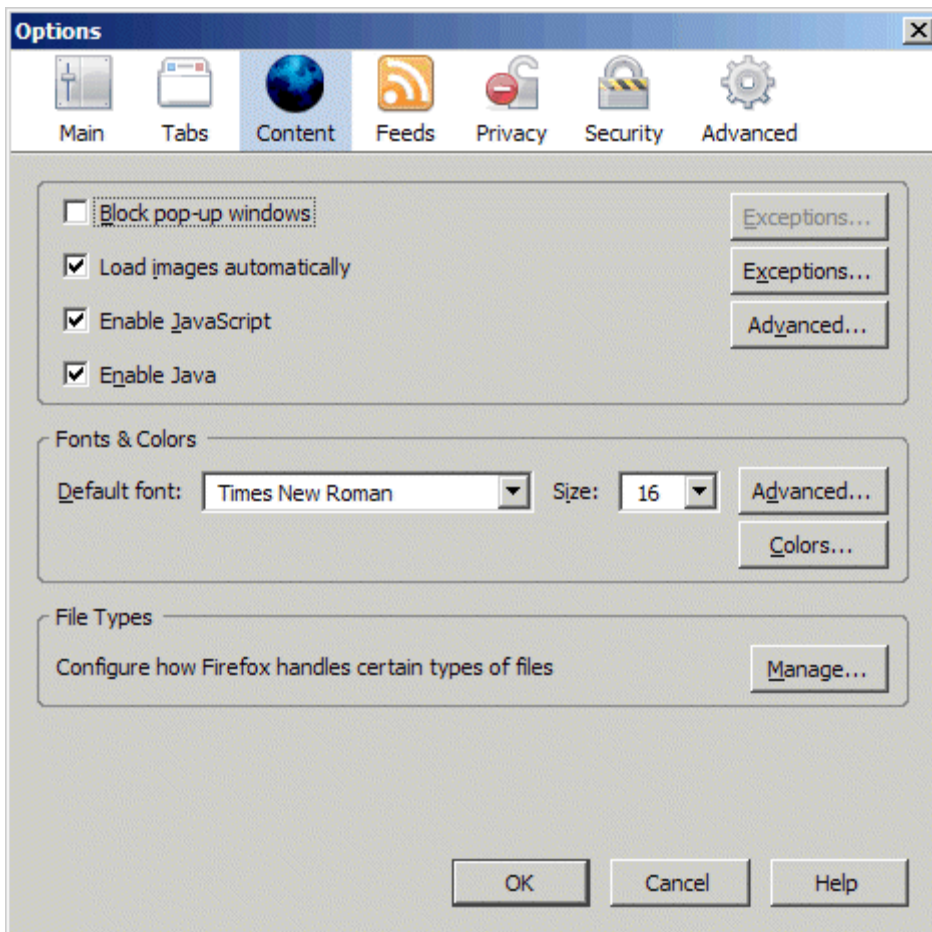 Options
Main Tabs Content Feeds Privacy Security Advanced
Block pop-up windows Exceptions...
Load images automatically Exceptions...
Enable JavaScript Advanced...
Enable Java
Fonts & Colors
Default font: Times New Roman Size: 16 Advanced...
Colors...
File Types
Configure how Firefox handles certain types of files Manage...
OK Cancel Help